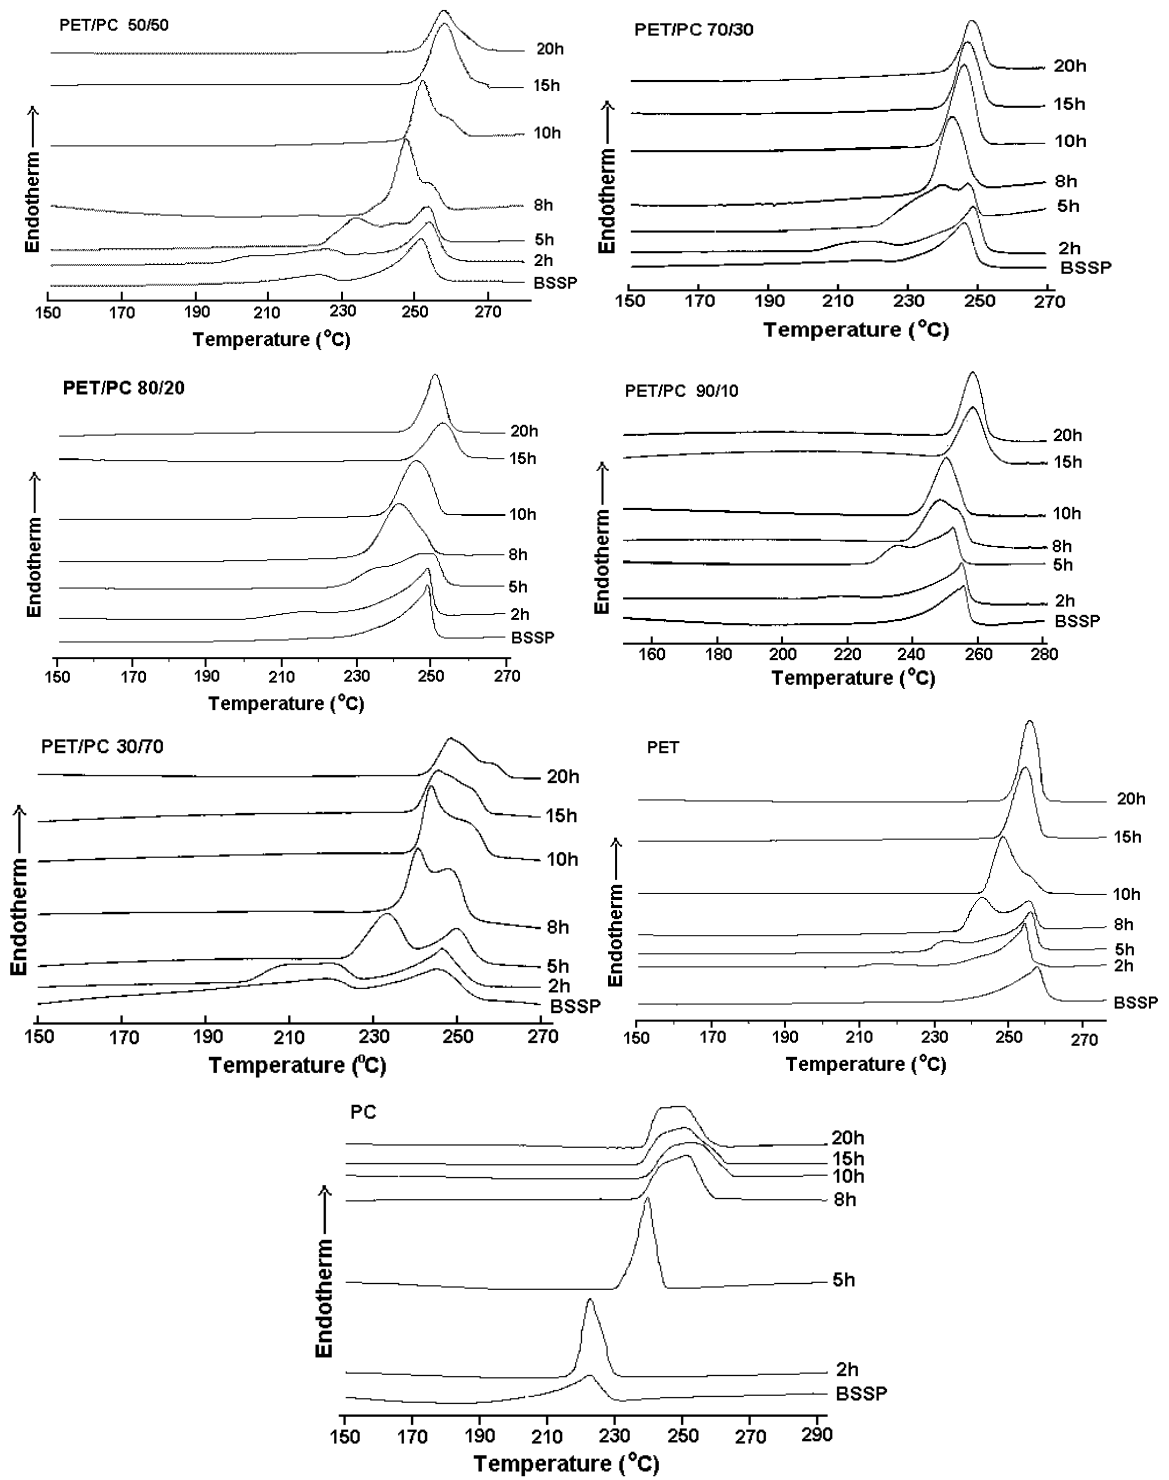 PET/PC 50/50
20h
15h
10h
8h
5h
2h
BSSP
Endotherm
150 170 190 210 230 250 270
Temperature (°C)
PET/PC 70/30
20h
15h
10h
8h
5h
2h
BSSP
Endotherm
150 170 190 210 230 250 270
Temperature (°C)
PET/PC 80/20
20h
15h
10h
8h
5h
2h
BSSP
Endotherm
150 170 190 210 230 250 270
Temperature (°C)
PET/PC 90/10
20h
15h
10h
8h
5h
2h
BSSP
Endotherm
160 180 200 220 240 260 280
Temperature (°C)
PET/PC 30/70
20h
15h
10h
8h
5h
2h
BSSP
Endotherm
150 170 190 210 230 250 270
Temperature (°C)
PET
20h
15h
10h
8h
5h
2h
BSSP
Endotherm
150 170 190 210 230 250 270
Temperature (°C)
PC
20h
15h
10h
8h
5h
2h
BSSP
Endotherm
150 170 190 210 230 250 270 290
Temperature (°C)